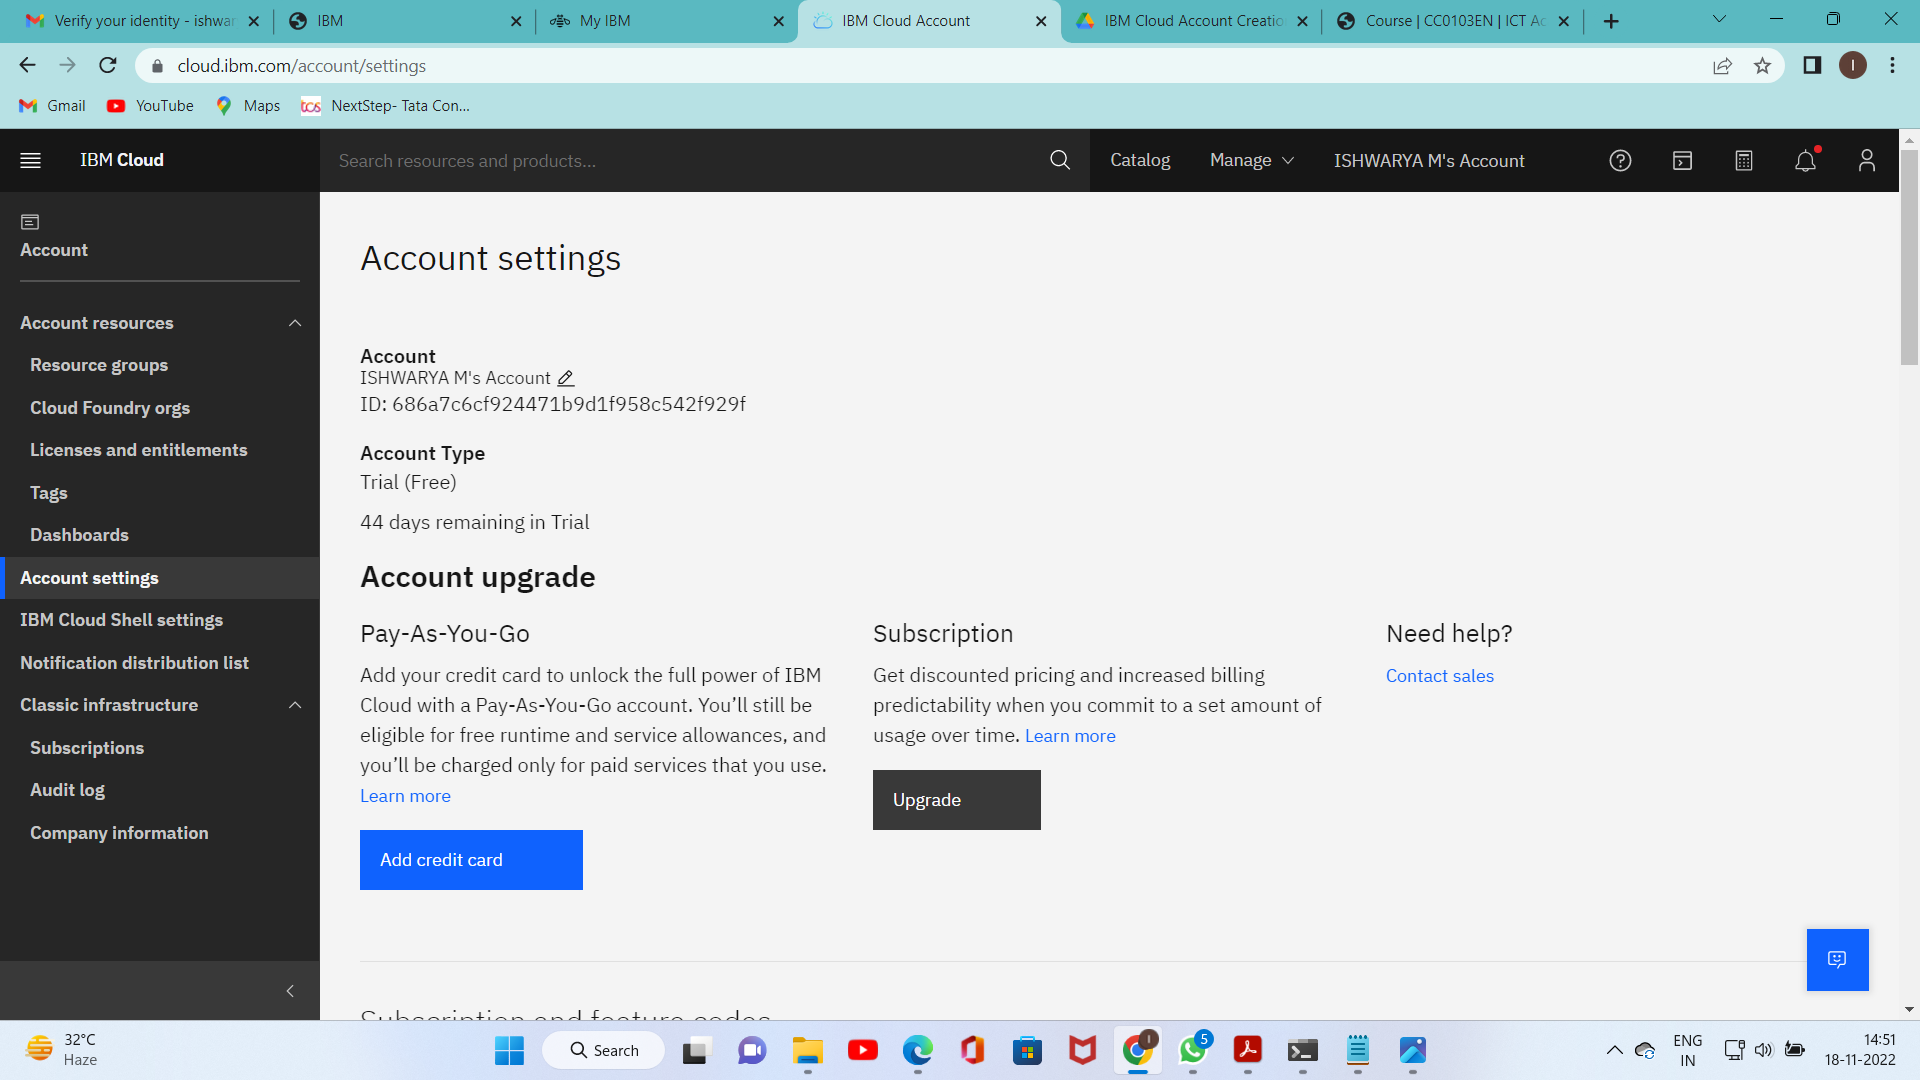 Verify your identity - ishwar
IBM
My IBM
IBM Cloud Account
IBM Cloud Account Creatio
Course | CC0103EN | ICT Ac
cloud.ibm.com/account/settings
I
Gmail
YouTube
Maps
tcs
NextStep- Tata Con...
IBM Cloud
Search resources and products...
Catalog
Manage
ISHWARYA M's Account
Account
Account resources
Resource groups
Cloud Foundry orgs
Licenses and entitlements
Tags
Dashboards
Account settings
IBM Cloud Shell settings
Notification distribution list
Classic infrastructure
Subscriptions
Audit log
Company information
Account settings
Account
ISHWARYA M's Account
ID: 686a7c6cf924471b9d1f958c542f929f
Account Type
Trial (Free)
44 days remaining in Trial
Account upgrade
Pay-As-You-Go
Add your credit card to unlock the full power of IBM
Cloud with a Pay-As-You-Go account. You’ll still be
eligible for free runtime and service allowances, and
you’ll be charged only for paid services that you use.
Learn more
Add credit card
Subscription
Get discounted pricing and increased billing
predictability when you commit to a set amount of
usage over time. Learn more
Upgrade
Need help?
Contact sales
Subscription and feature codes
32°C
Haze
Search
I
5
ENG
IN
14:51
18-11-2022